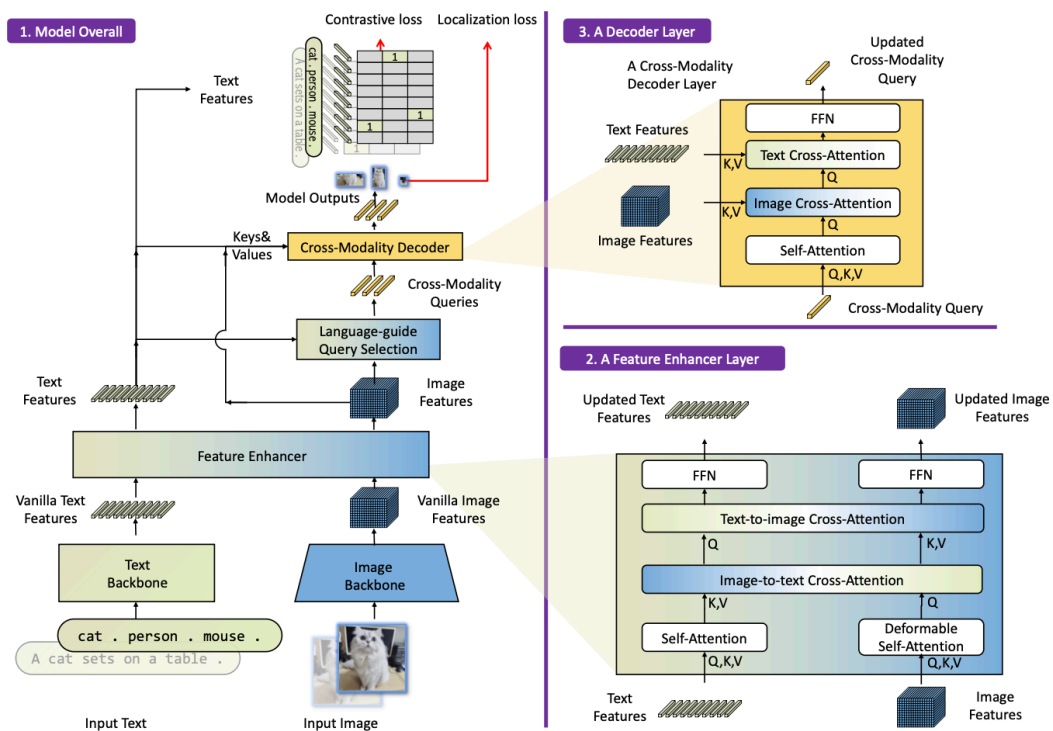 1. Model Overall
Contrastive loss
Localization loss
cat . person . mouse .
A cat sets on a table .
1
1
1
Text
Features
Model Outputs
Keys&
Values
Cross-Modality Decoder
Cross-Modality
Queries
Language-guide
Query Selection
Text
Features
Image
Features
Feature Enhancer
Vanilla Text
Features
Vanilla Image
Features
Text
Backbone
Image
Backbone
cat . person . mouse .
A cat sets on a table .
Input Text
Input Image
3. A Decoder Layer
Updated
Cross-Modality
Query
A Cross-Modality
Decoder Layer
FFN
Text Features
K,V
Text Cross-Attention
Q
Image Cross-Attention
K,V
Image Features
Q
Self-Attention
Q,K,V
Cross-Modality Query
2. A Feature Enhancer Layer
Updated Text
Features
Updated Image
Features
FFN
FFN
Text-to-image Cross-Attention
Q
K,V
Image-to-text Cross-Attention
K,V
Q
Self-Attention
Deformable
Self-Attention
Q,K,V
Q,K,V
Text
Features
Image
Features